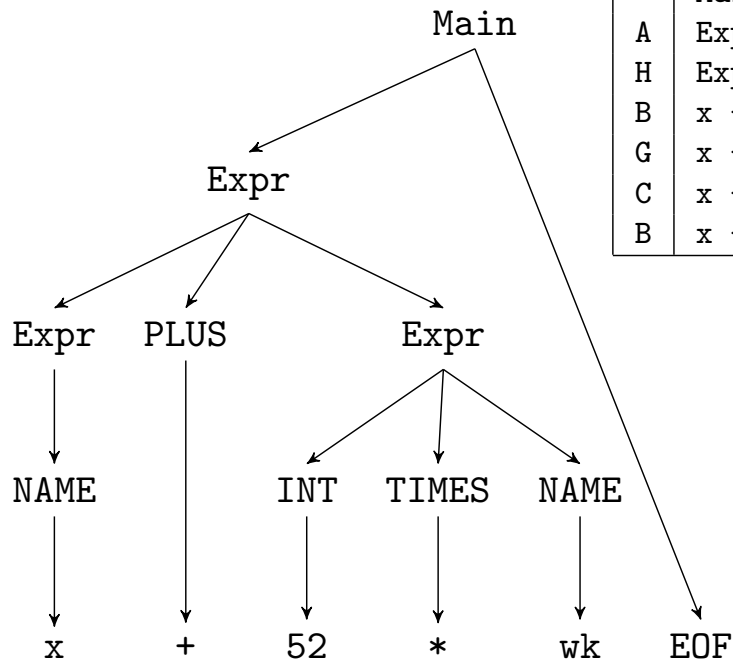 Main
A Exp
H Exp
B x
G x
C x
B x
Expr
Expr PLUS Expr
NAME INT TIMES NAME
x + 52 * wk EOF